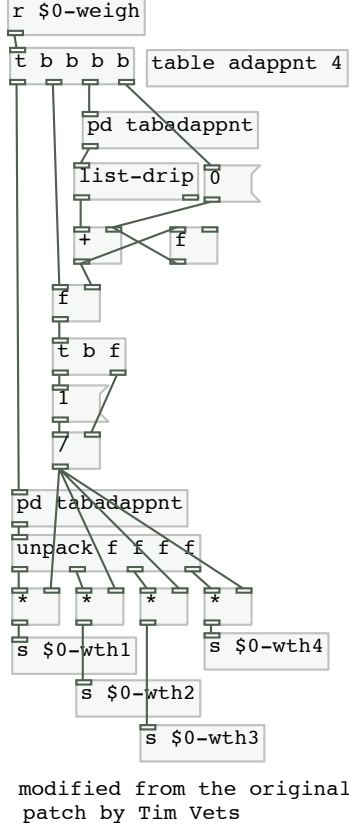 r $0-weigh
t b b b b
table adappnt 4
pd tabadappnt
list-drip
0
+
f
f
t b f
1
/
pd tabadappnt
unpack f f f f
* * * *
s $0-wth1
s $0-wth4
s $0-wth2
s $0-wth3
modified from the original
patch by Tim Vets